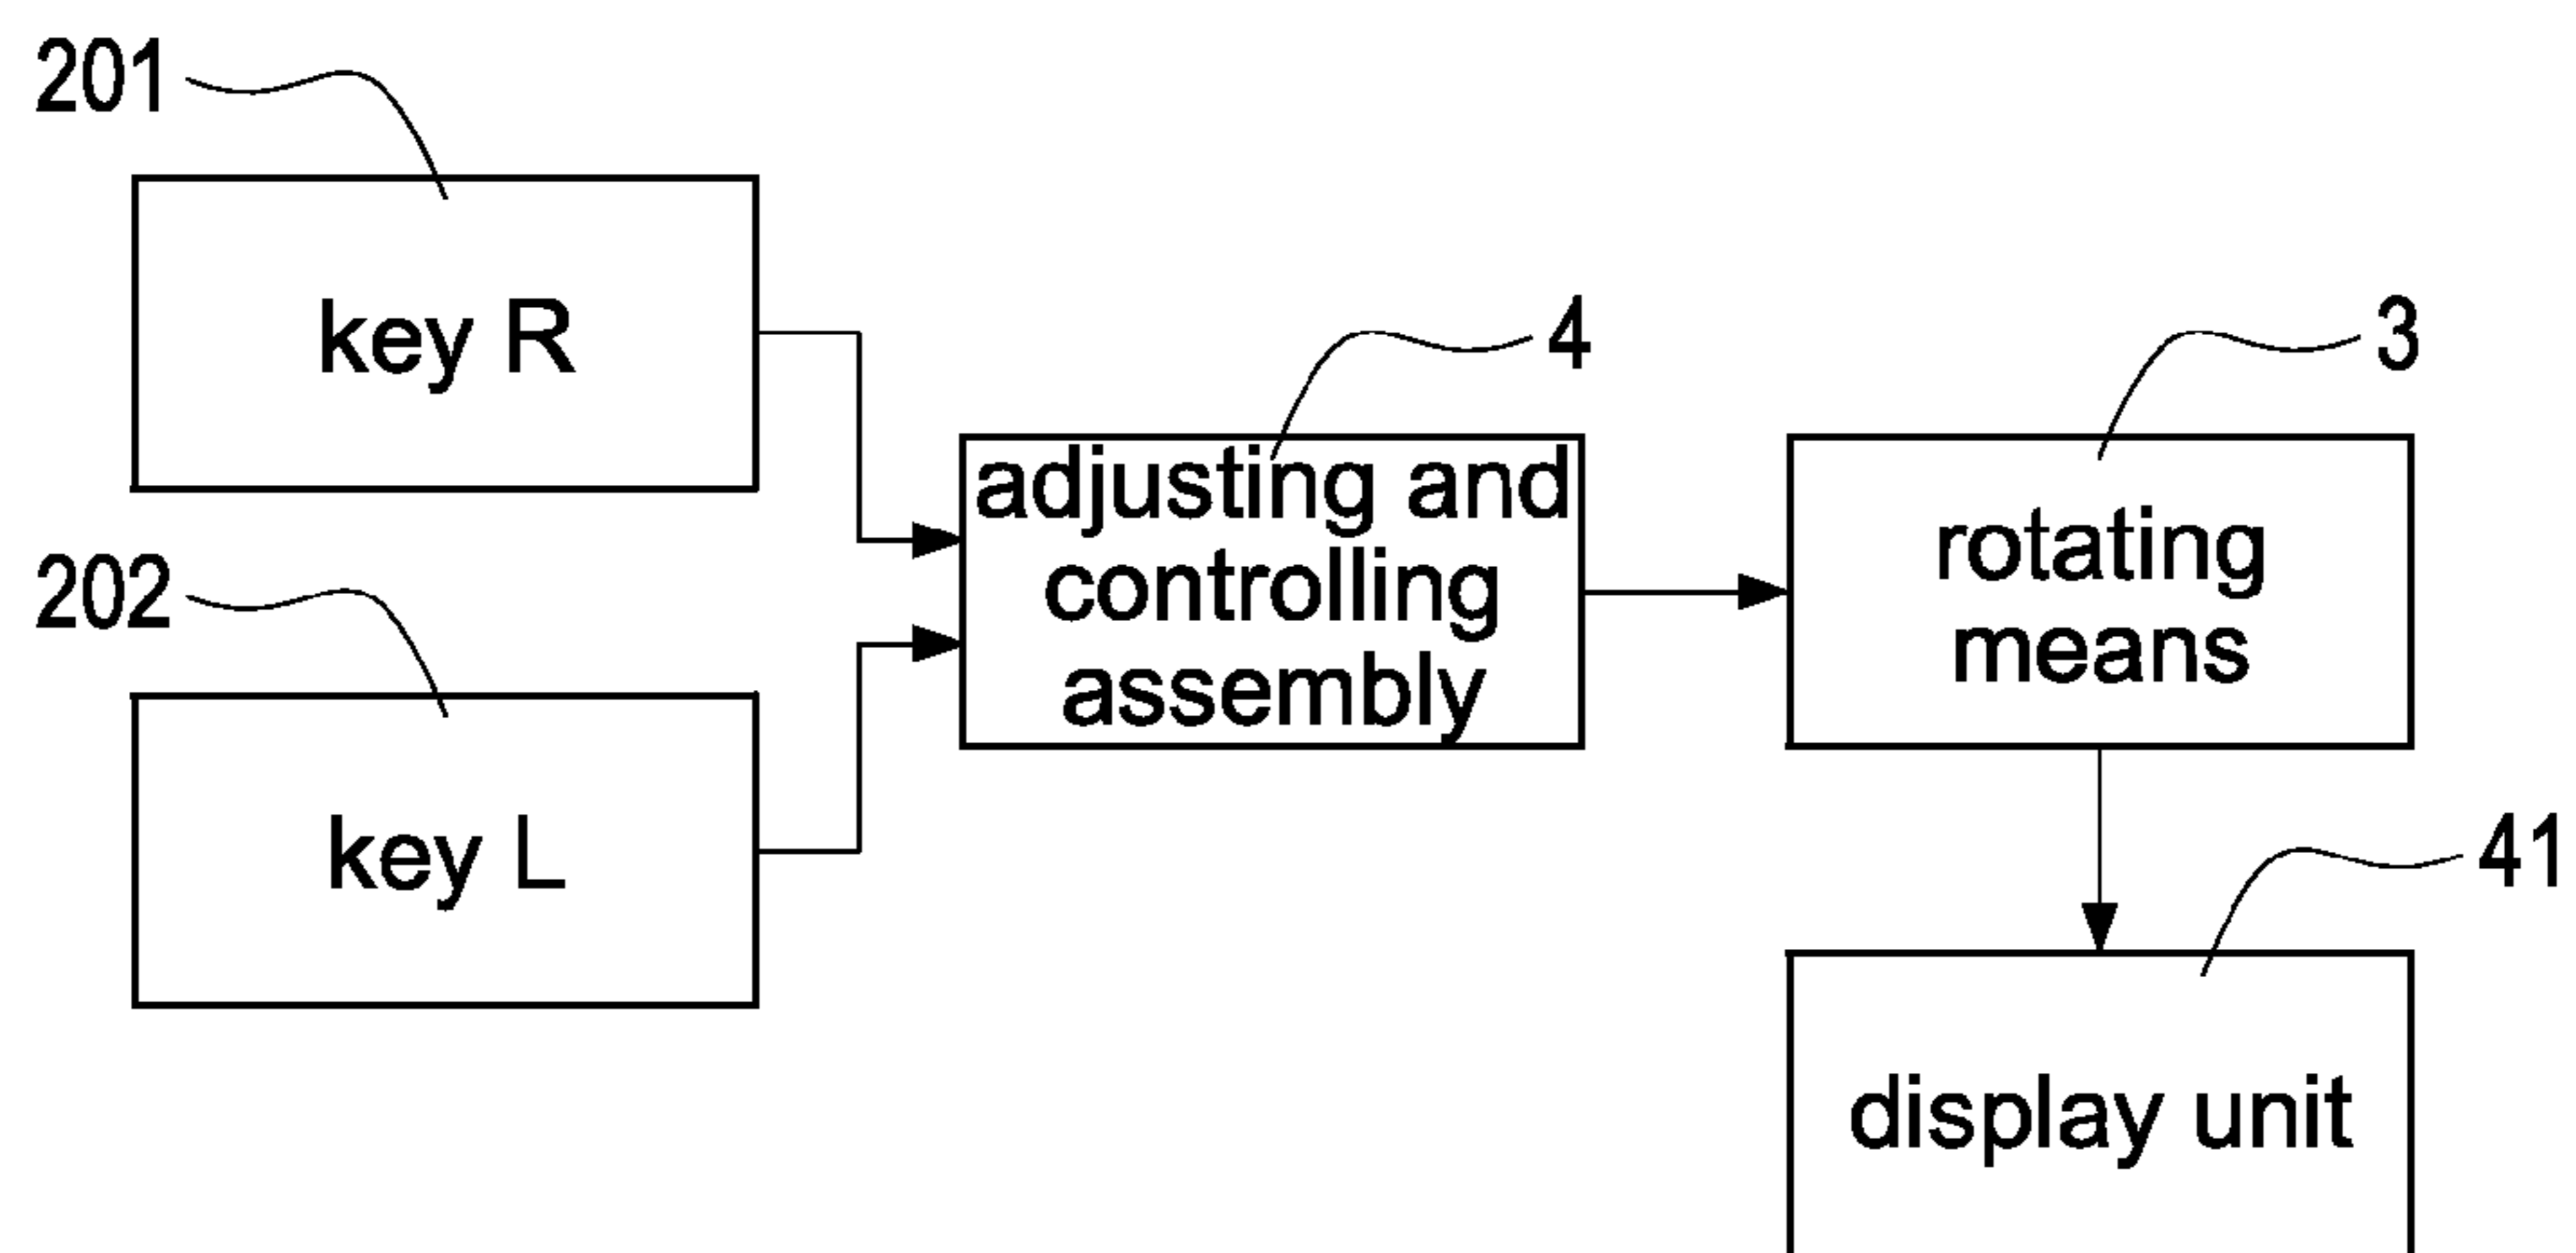 201
key R
4
3
adjusting and
controlling
assembly
rotating
means
202
key L
41
display unit